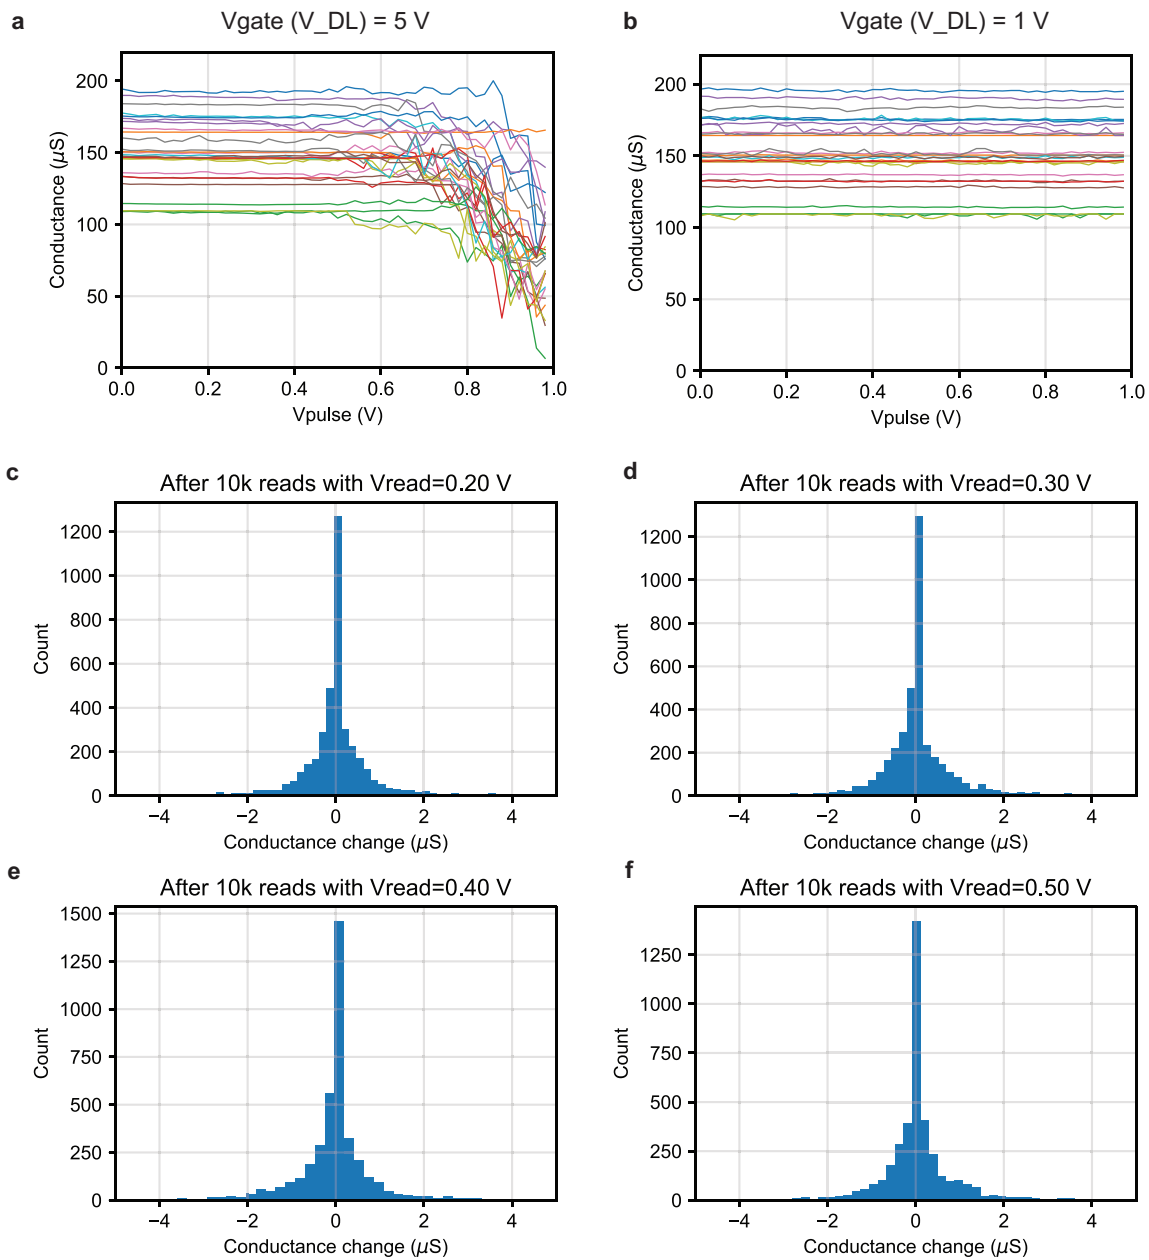 a Vgate (V_DL) = 5 V
200
150
100
50
0
Conductance (µS)
0.0 0.2 0.4 0.6 0.8 1.0
Vpulse (V)
b Vgate (V_DL) = 1 V
200
150
100
50
0
Conductance (µS)
0.0 0.2 0.4 0.6 0.8 1.0
Vpulse (V)
c After 10k reads with Vread=0.20 V
1200
1000
800
600
400
200
0
Count
−4 −2 0 2 4
Conductance change (µS)
d After 10k reads with Vread=0.30 V
1200
1000
800
600
400
200
0
Count
−4 −2 0 2 4
Conductance change (µS)
e After 10k reads with Vread=0.40 V
1500
1250
1000
750
500
250
0
Count
−4 −2 0 2 4
Conductance change (µS)
f After 10k reads with Vread=0.50 V
1250
1000
750
500
250
0
Count
−4 −2 0 2 4
Conductance change (µS)